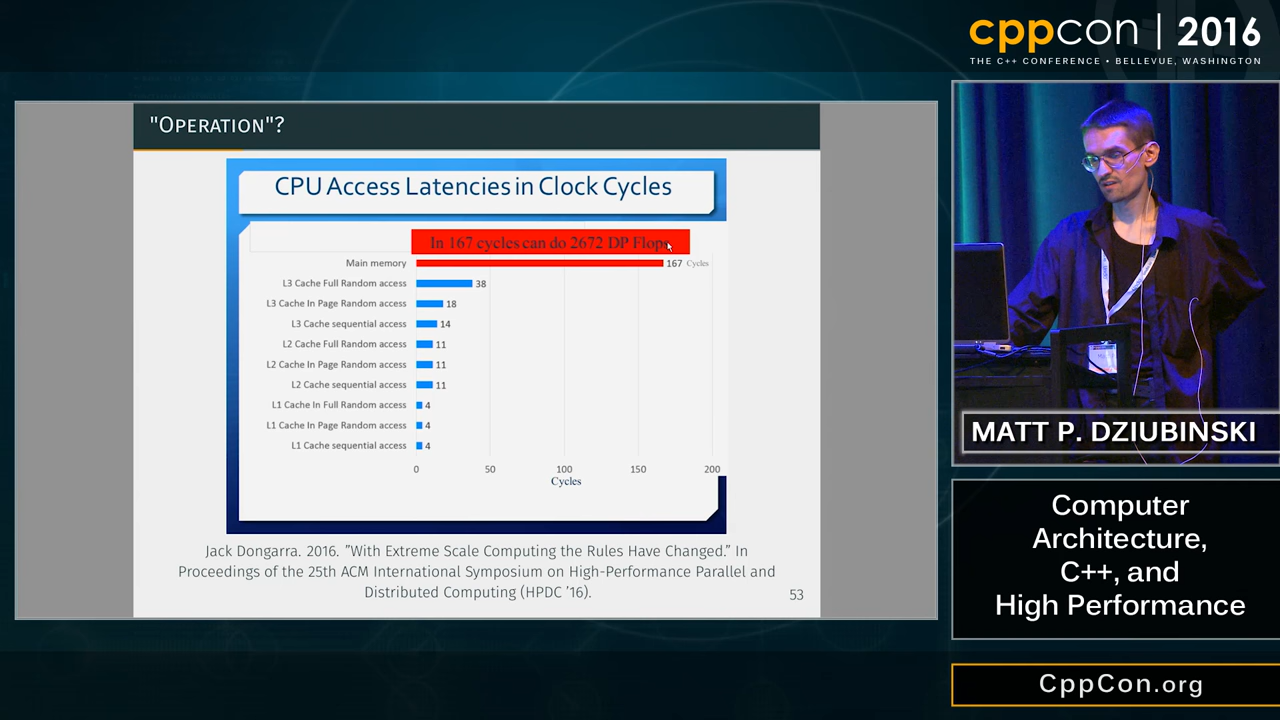 cppcon | 2016
THE C++ CONFERENCE • BELLEVUE, WASHINGTON
"OPERATION"?
CPU Access Latencies in Clock Cycles
In 167 cycles can do 2672 DP Flops
Main memory 167 Cycles
L3 Cache Full Random access 38
L3 Cache In Page Random access 18
L3 Cache sequential access 14
L2 Cache Full Random access 11
L2 Cache In Page Random access 11
L2 Cache sequential access 11
L1 Cache In Full Random access 4
L1 Cache In Page Random access 4
L1 Cache sequential access 4
0 50 100 150 200
Cycles
Jack Dongarra. 2016. "With Extreme Scale Computing the Rules Have Changed." In
Proceedings of the 25th ACM International Symposium on High-Performance Parallel and
Distributed Computing (HPDC '16).
53
MATT P. DZIUBINSKI
Computer
Architecture,
C++, and
High Performance
CppCon.org